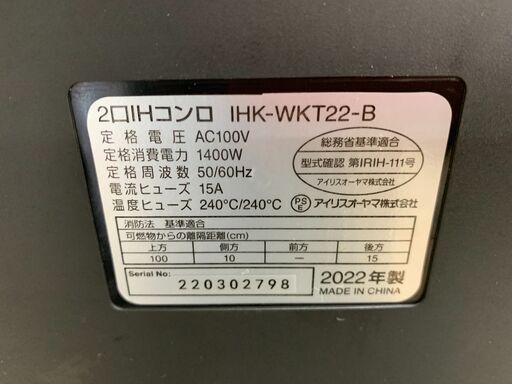 2口IHコンロ IHK-WKT22-B
定格電圧 AC100V
定格消費電力 1400W
定格周波数 50/60Hz
電流ヒューズ 15A
温度ヒューズ 240℃/240℃
総務省基準適合
型式確認 第IRIH-111号
アイリスオーヤマ株式会社
PSE アイリスオーヤマ株式会社
消防法 基準適合
可燃物からの離隔距離(cm)
上方 側方 前方 後方
100 10 — 15
Serial No:
220302798
2022年製
MADE IN CHINA